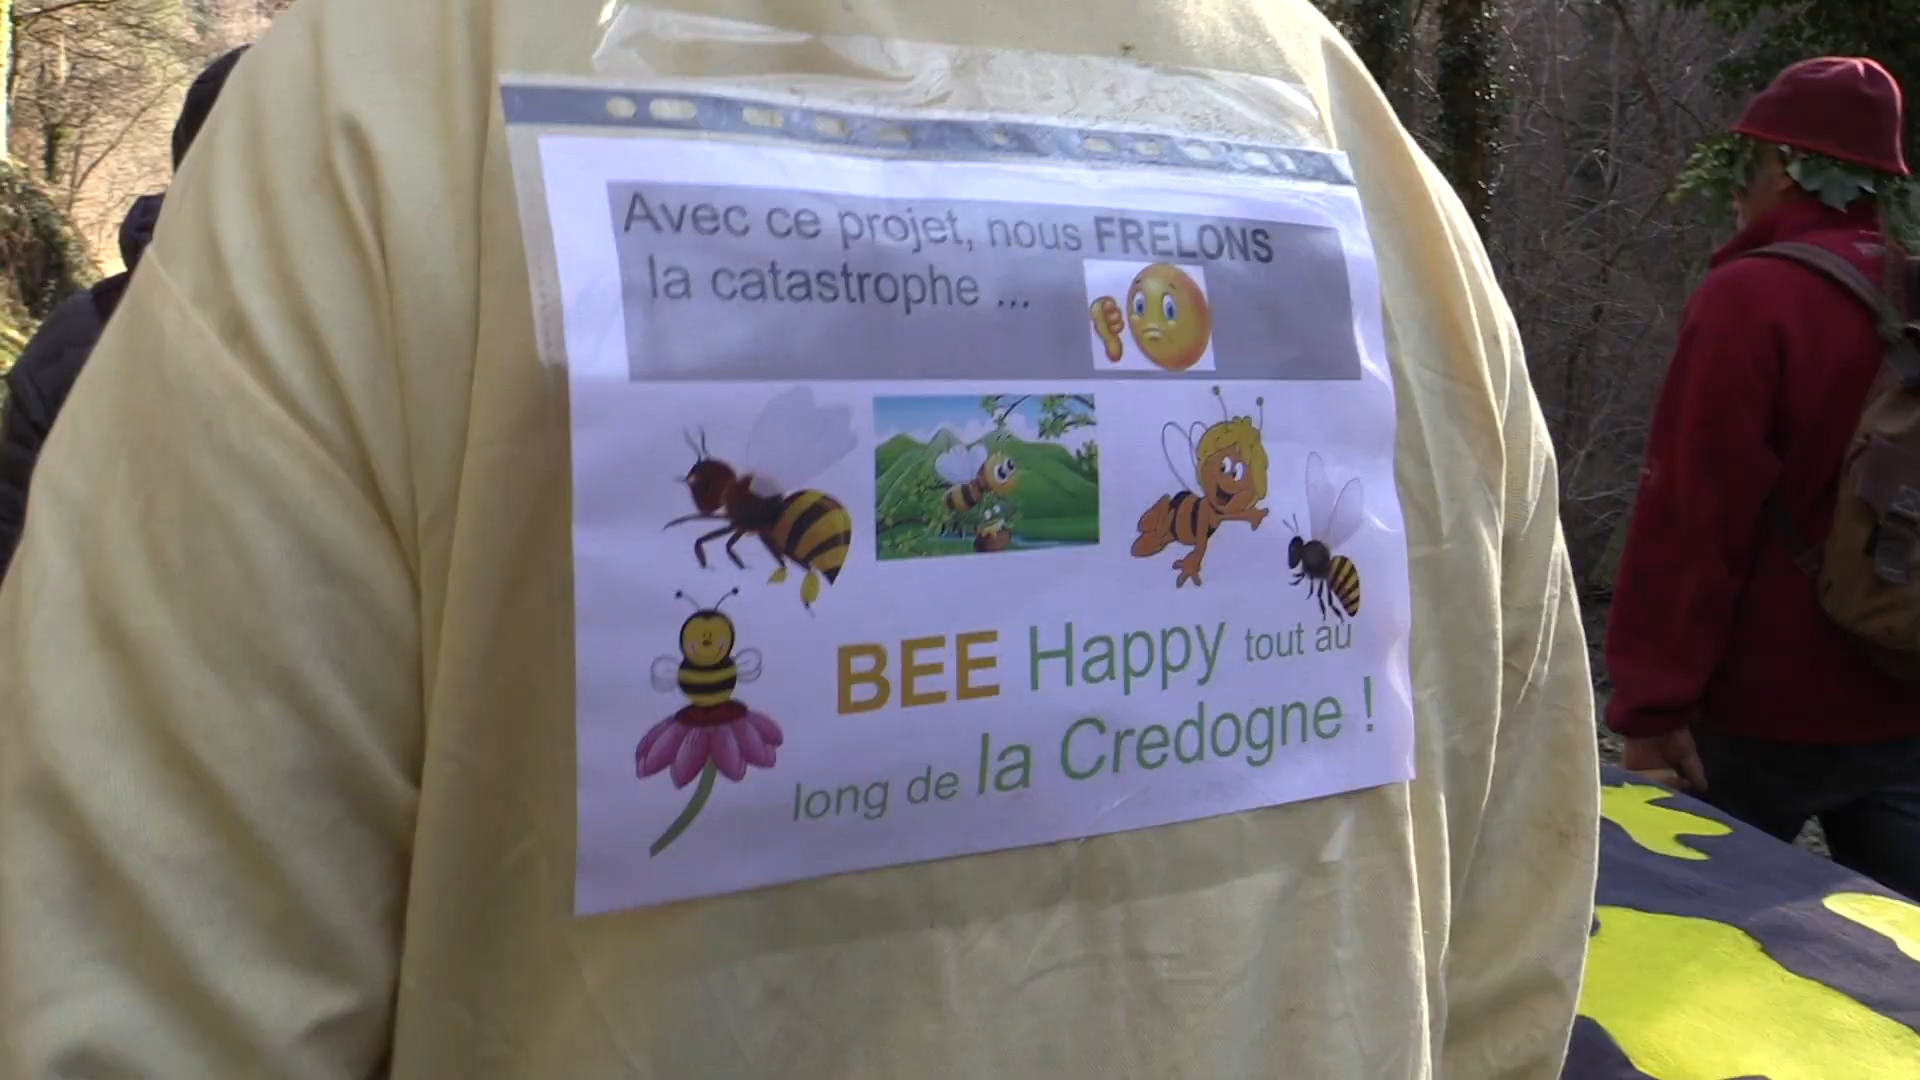 Avec ce projet, nous FRELONS
la catastrophe ...
BEE Happy tout au
long de la Credogne !